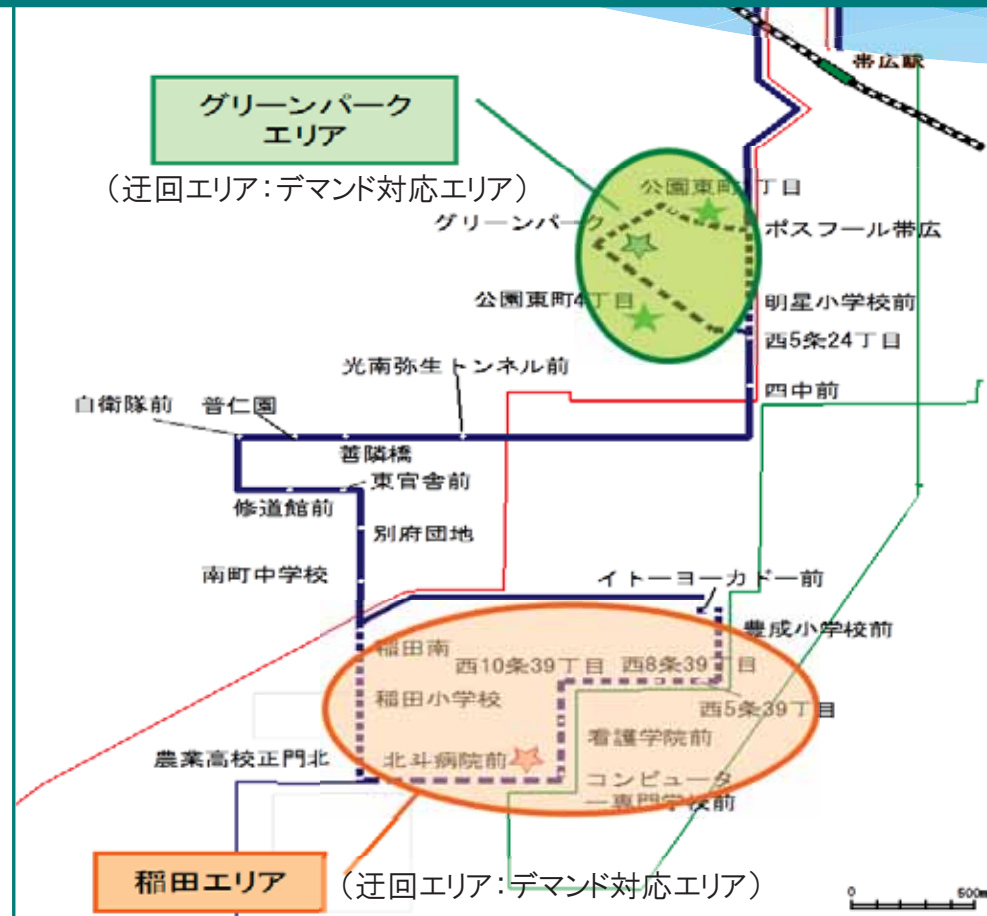 帯広駅
グリーンパーク
エリア
（迂回エリア：デマンド対応エリア）
公園東町1丁目
グリーンパーク
ポスフール帯広
公園東町4丁目
明星小学校前
西5条24丁目
光南弥生トンネル前
四中前
自衛隊前
普仁園
善隣橋
東官舎前
修道館前
別府団地
南町中学校
イトーヨーカドー前
豊成小学校前
稲田南
西10条39丁目
西8条39丁目
稲田小学校
西5条39丁目
看護学院前
農業高校正門北
北斗病院前
コンピュータ
ー専門学校前
稲田エリア
（迂回エリア：デマンド対応エリア）
0
500m